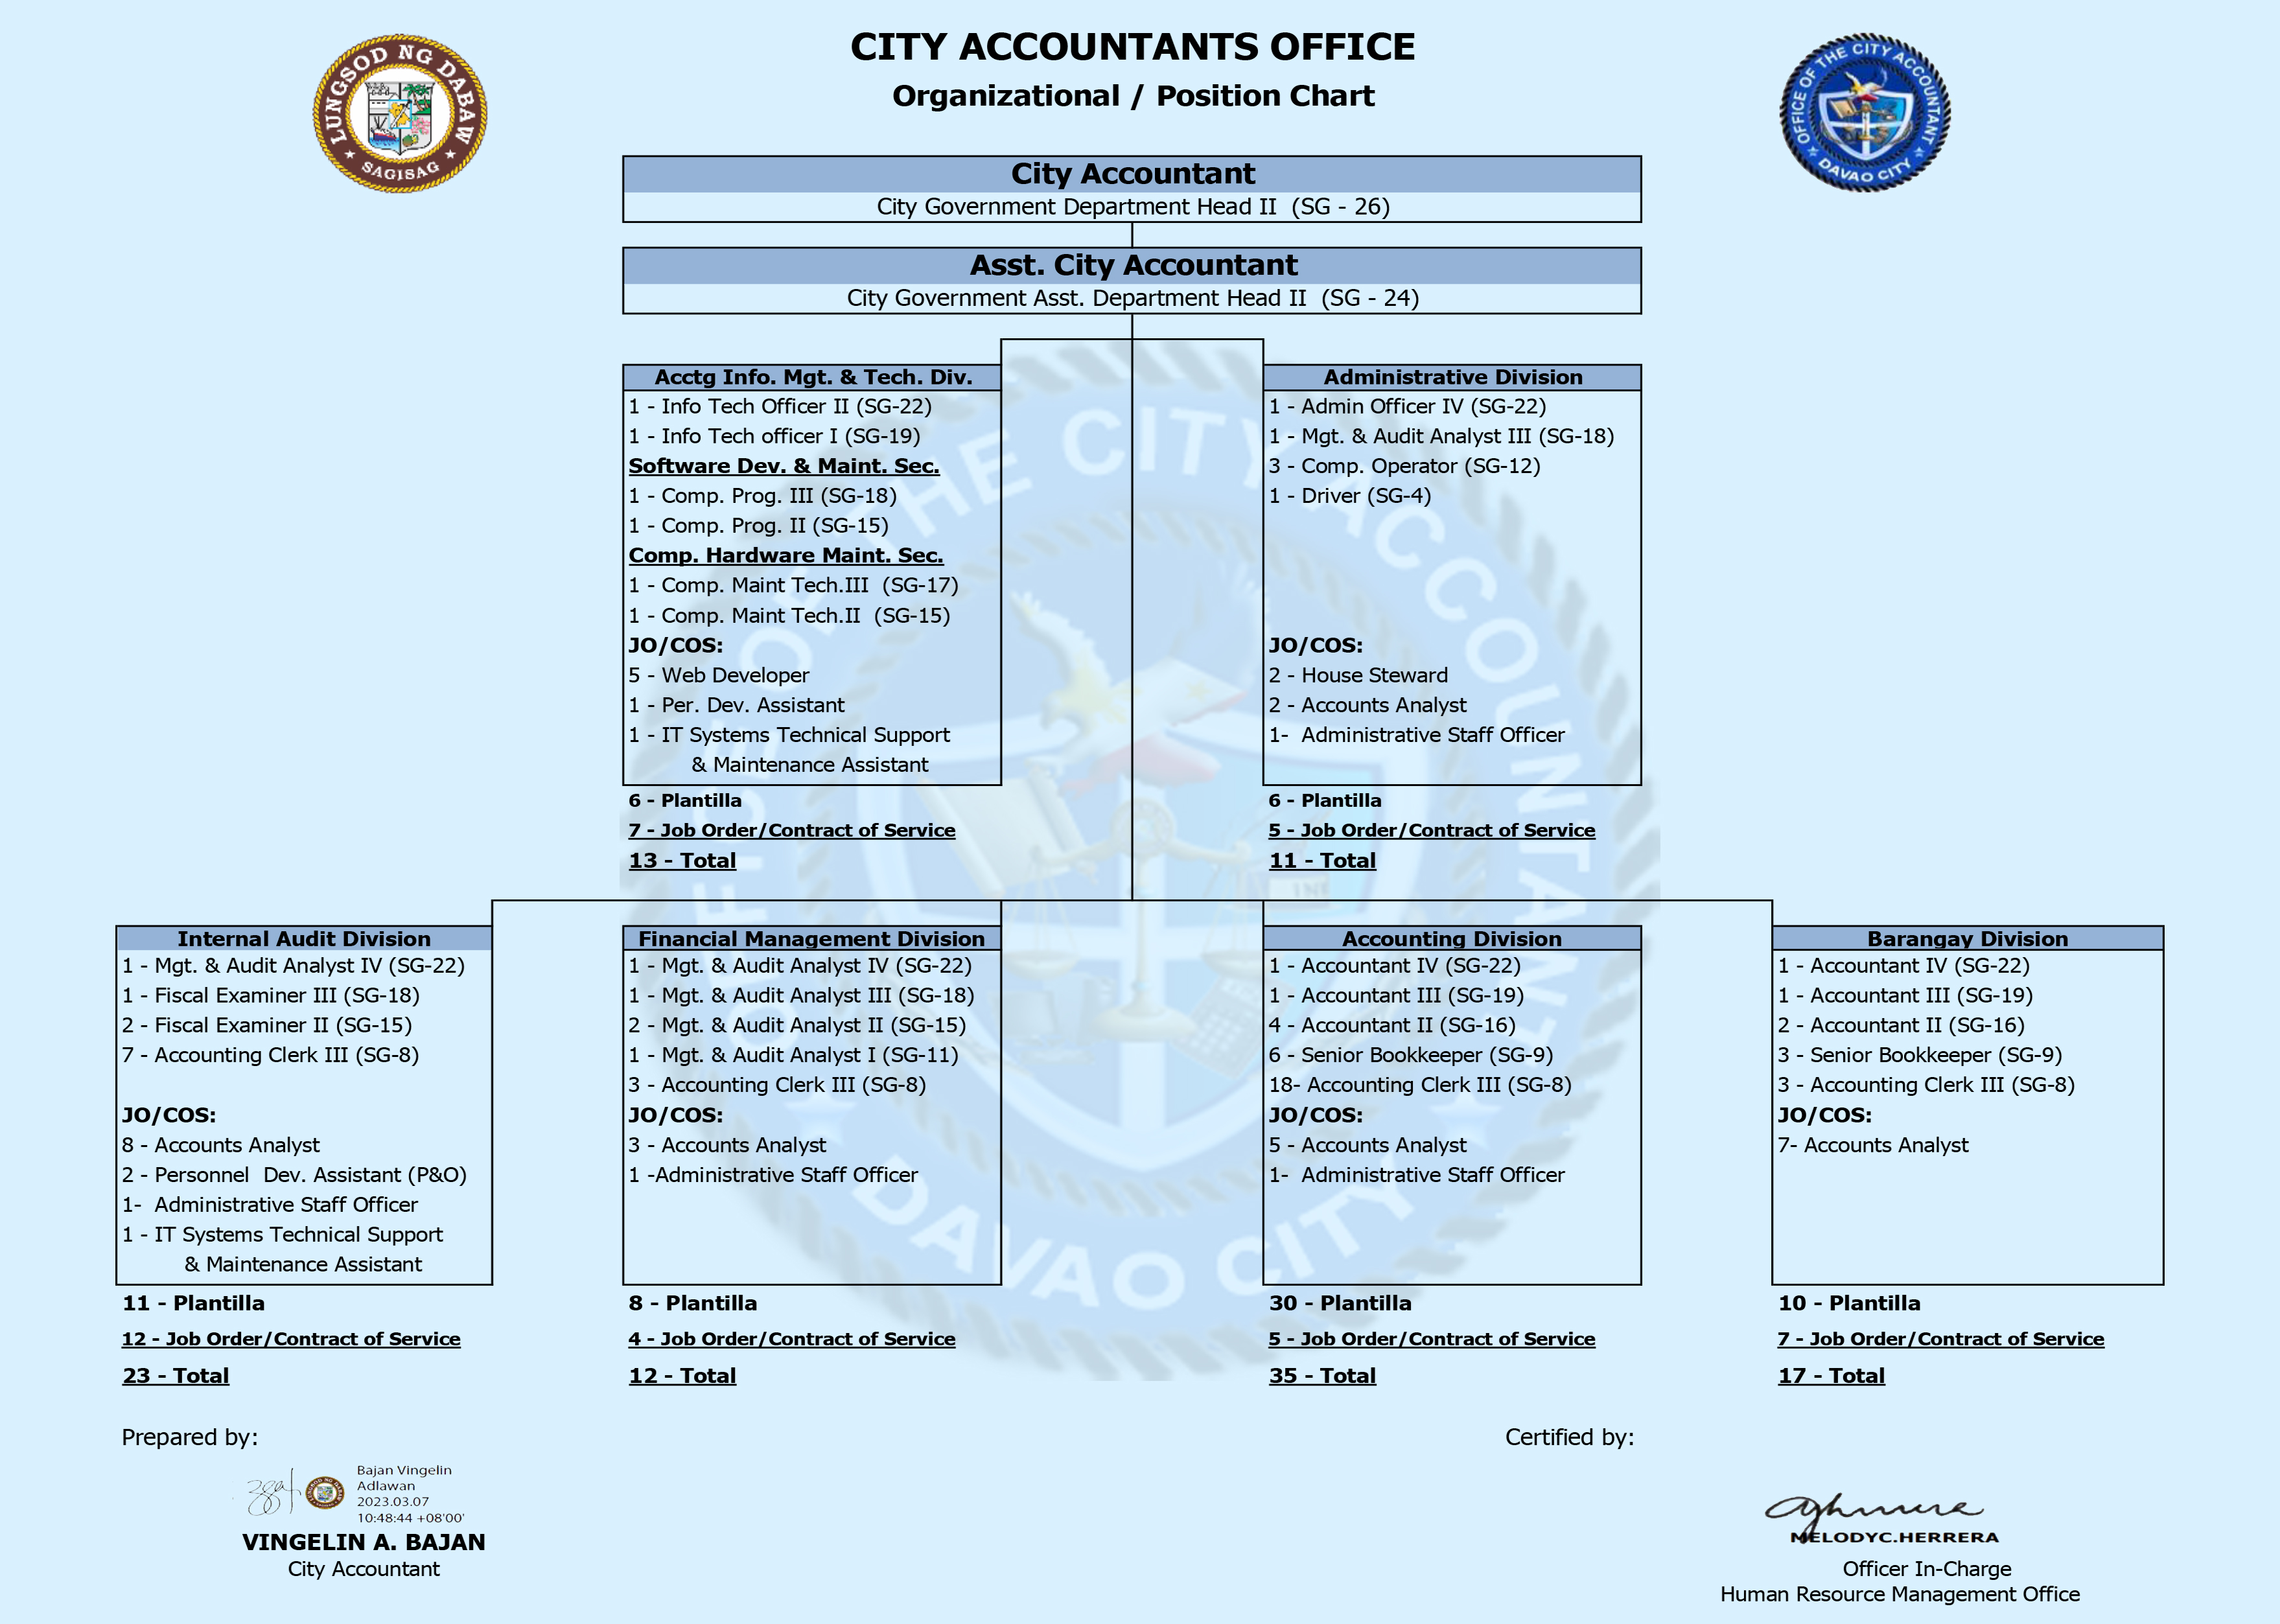 CITY ACCOUNTANTS OFFICE
Organizational / Position Chart
LUNGSOD NG DABAW
SAGISAG
OFFICE OF THE CITY ACCOUNTANT
DAVAO CITY
City Accountant
City Government Department Head II (SG - 26)
Asst. City Accountant
City Government Asst. Department Head II (SG - 24)
Acctg Info. Mgt. & Tech. Div.
1 - Info Tech Officer II (SG-22)
1 - Info Tech officer I (SG-19)
Software Dev. & Maint. Sec.
1 - Comp. Prog. III (SG-18)
1 - Comp. Prog. II (SG-15)
Comp. Hardware Maint. Sec.
1 - Comp. Maint Tech.III (SG-17)
1 - Comp. Maint Tech.II (SG-15)
JO/COS:
5 - Web Developer
1 - Per. Dev. Assistant
1 - IT Systems Technical Support
& Maintenance Assistant
6 - Plantilla
7 - Job Order/Contract of Service
13 - Total
Administrative Division
1 - Admin Officer IV (SG-22)
1 - Mgt. & Audit Analyst III (SG-18)
3 - Comp. Operator (SG-12)
1 - Driver (SG-4)
JO/COS:
2 - House Steward
2 - Accounts Analyst
1- Administrative Staff Officer
6 - Plantilla
5 - Job Order/Contract of Service
11 - Total
OFFICE OF THE CITY ACCOUNTANT
DAVAO CITY
Internal Audit Division
1 - Mgt. & Audit Analyst IV (SG-22)
1 - Fiscal Examiner III (SG-18)
2 - Fiscal Examiner II (SG-15)
7 - Accounting Clerk III (SG-8)
JO/COS:
8 - Accounts Analyst
2 - Personnel Dev. Assistant (P&O)
1- Administrative Staff Officer
1 - IT Systems Technical Support
& Maintenance Assistant
11 - Plantilla
12 - Job Order/Contract of Service
23 - Total
Financial Management Division
1 - Mgt. & Audit Analyst IV (SG-22)
1 - Mgt. & Audit Analyst III (SG-18)
2 - Mgt. & Audit Analyst II (SG-15)
1 - Mgt. & Audit Analyst I (SG-11)
3 - Accounting Clerk III (SG-8)
JO/COS:
3 - Accounts Analyst
1 -Administrative Staff Officer
8 - Plantilla
4 - Job Order/Contract of Service
12 - Total
Accounting Division
1 - Accountant IV (SG-22)
1 - Accountant III (SG-19)
4 - Accountant II (SG-16)
6 - Senior Bookkeeper (SG-9)
18- Accounting Clerk III (SG-8)
JO/COS:
5 - Accounts Analyst
1- Administrative Staff Officer
30 - Plantilla
5 - Job Order/Contract of Service
35 - Total
Barangay Division
1 - Accountant IV (SG-22)
1 - Accountant III (SG-19)
2 - Accountant II (SG-16)
3 - Senior Bookkeeper (SG-9)
3 - Accounting Clerk III (SG-8)
JO/COS:
7- Accounts Analyst
10 - Plantilla
7 - Job Order/Contract of Service
17 - Total
Prepared by:
Bajan Vingelin
Adlawan
2023.03.07
10:48:44 +08'00'
VINGELIN A. BAJAN
City Accountant
Certified by:
MELODYC.HERRERA
Officer In-Charge
Human Resource Management Office